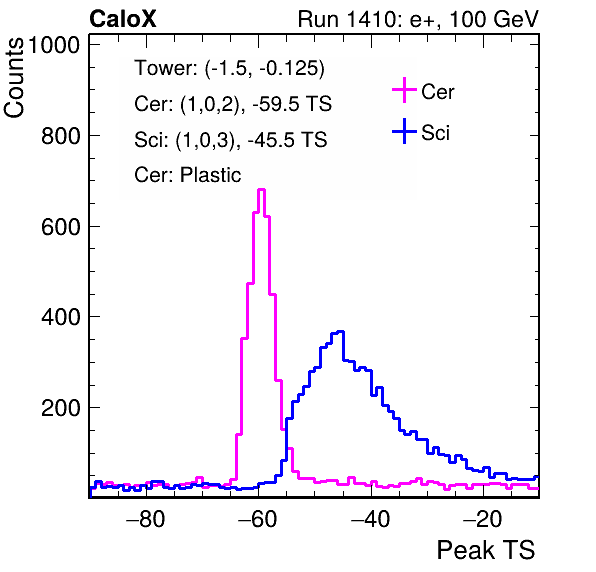 CaloX Run 1410: e+, 100 GeV
Counts
1000
800
600
400
200
Tower: (-1.5, -0.125)
Cer: (1,0,2), -59.5 TS
Sci: (1,0,3), -45.5 TS
Cer: Plastic
Cer
Sci
−80 −60 −40 −20
Peak TS